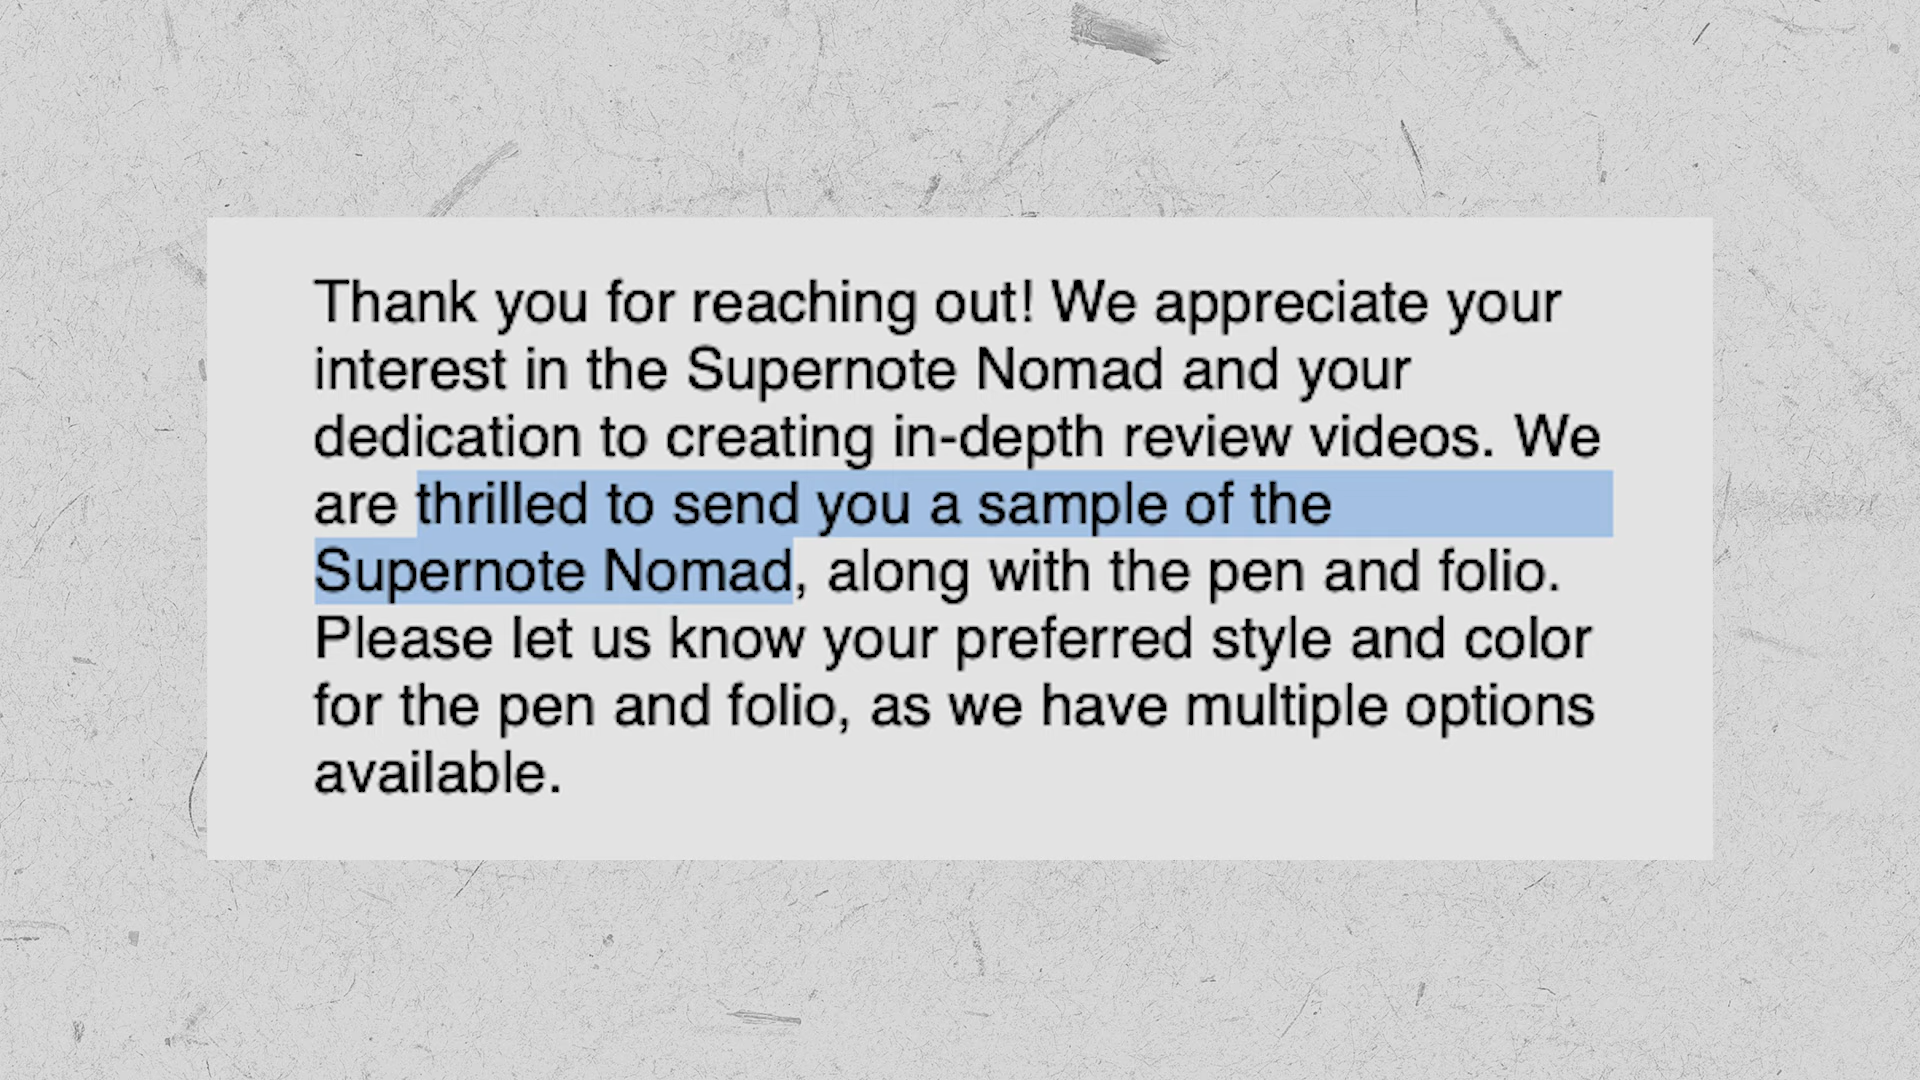 Thank you for reaching out! We appreciate your
interest in the Supernote Nomad and your
dedication to creating in-depth review videos. We
are thrilled to send you a sample of the
Supernote Nomad, along with the pen and folio.
Please let us know your preferred style and color
for the pen and folio, as we have multiple options
available.